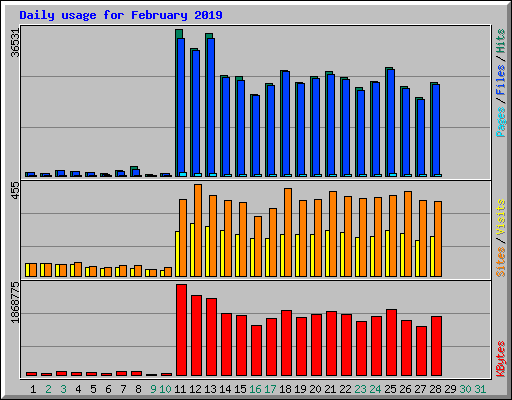 Daily usage for February 2019
36531
Pages / Files / Hits
455
Sites / Visits
1868775
KBytes
1 2 3 4 5 6 7 8 9 10 11 12 13 14 15 16 17 18 19 20 21 22 23 24 25 26 27 28 29 30 31